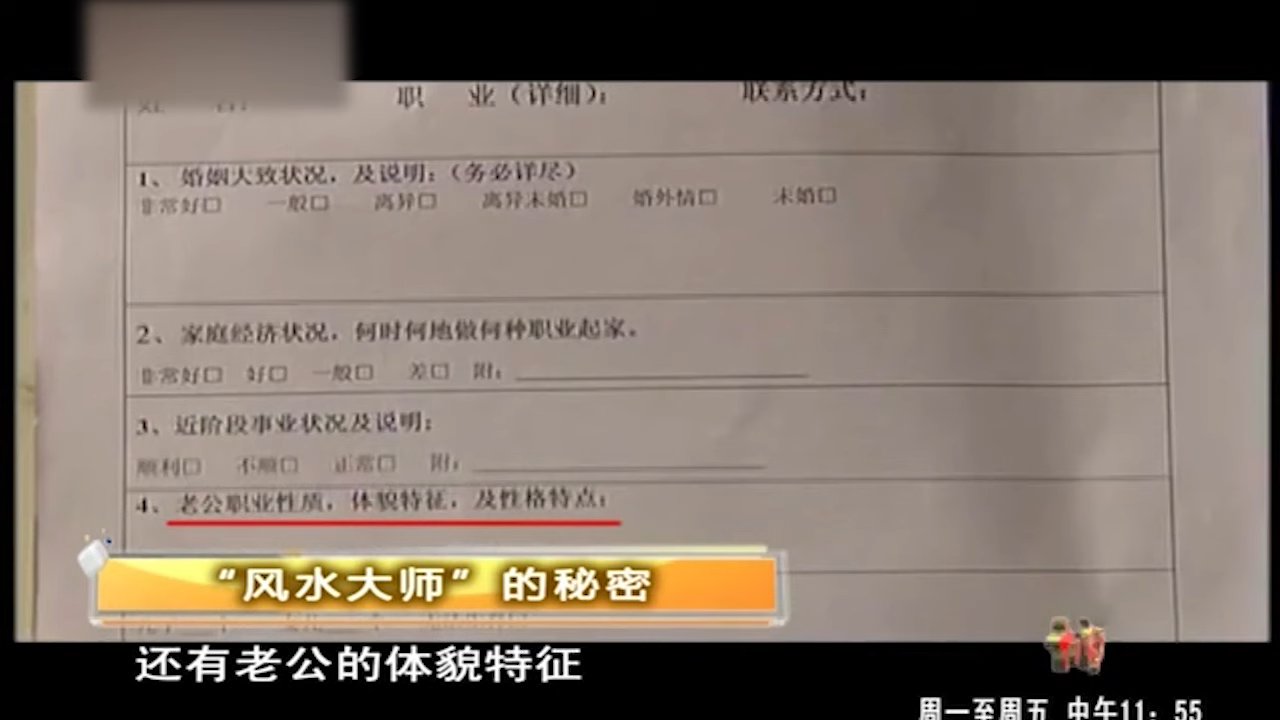 职 业（详细）： 联系方式：
1、 婚姻大致状况，及说明：（务必详尽）
非常好□ 一般□ 离异□ 离异未婚□ 婚外情□ 未婚□
2、家庭经济状况，何时何地做何种职业起家。
非常好□ 好□ 一般□ 差□ 附：
3、近阶段事业状况及说明：
顺利□ 不顺□ 正常□ 附：
4、老公职业性质，体貌特征，及性格特点：
“风水大师”的秘密
还有老公的体貌特征
周一至周五 中午11：55